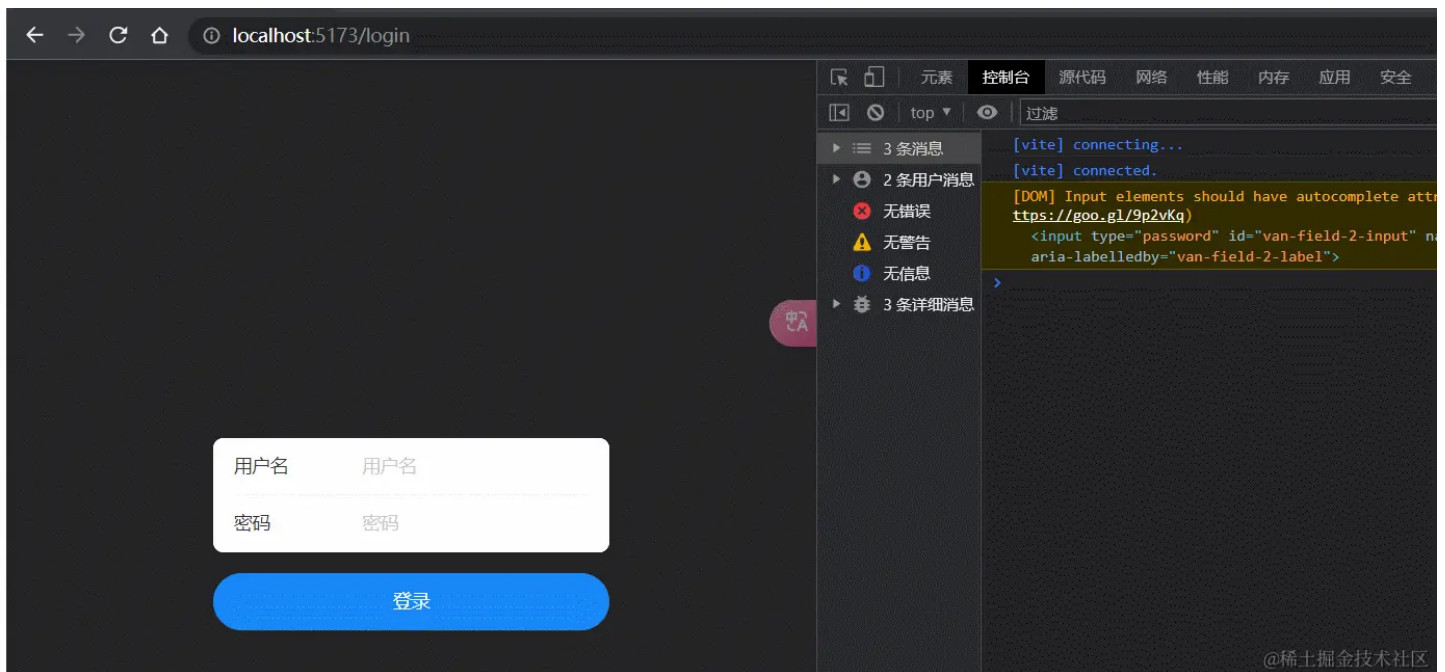 localhost:5173/login
元素 控制台 源代码 网络 性能 内存 应用 安全
top 过滤
3 条消息
2 条用户消息
无错误
无警告
无信息
3 条详细消息
[vite] connecting...
[vite] connected.
[DOM] Input elements should have autocomplete attr
ttps://goo.gl/9p2vKq)
<input type="password" id="van-field-2-input" na
aria-labelledby="van-field-2-label">
中 A
用户名 用户名
密码 密码
登录
@稀土掘金技术社区